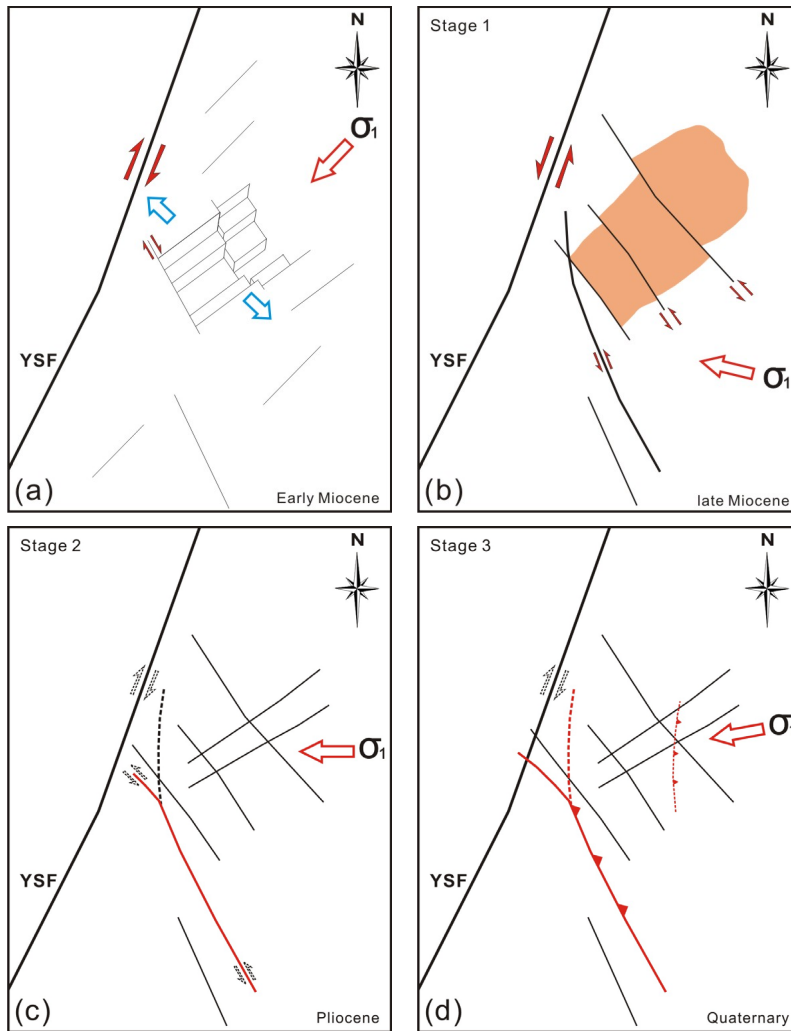 N
σ1
YSF
(a)
Early Miocene
Stage 1
N
σ1
YSF
(b)
late Miocene
Stage 2
N
σ1
YSF
(c)
Pliocene
Stage 3
N
σ
YSF
(d)
Quaternary